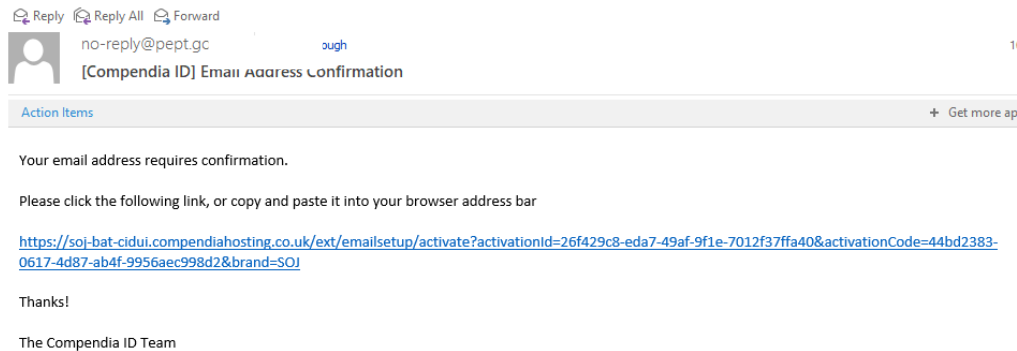 Reply Reply All Forward
no-reply@pept.gc ough
[Compendia ID] Email Address Confirmation
Action Items + Get more ap
Your email address requires confirmation.
Please click the following link, or copy and paste it into your browser address bar
https://soj-bat-cidui.compendiahosting.co.uk/ext/emailsetup/activate?activationId=26f429c8-eda7-49af-9f1e-7012f37ffa40&activationCode=44bd2383-
0617-4d87-ab4f-9956aec998d2&brand=SOJ
Thanks!
The Compendia ID Team